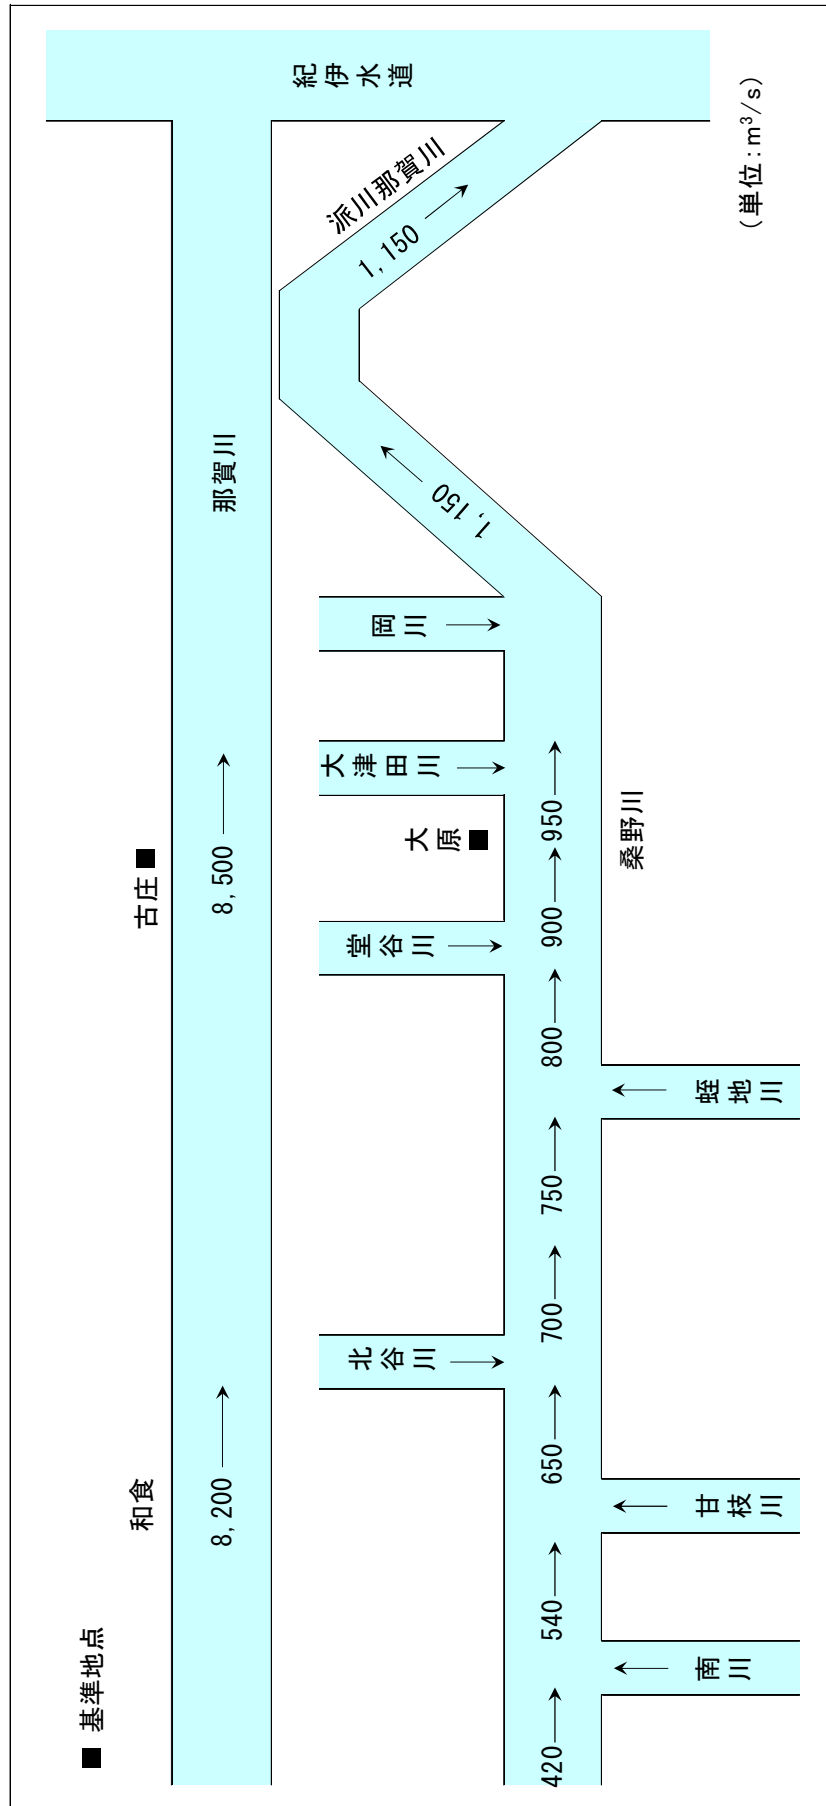 ■ 基準地点
和食
古庄 ■
8,200
8,500
那賀川
紀伊水道
北谷川
堂谷川
大原 ■
大津田川
岡川
派川那賀川
1,150
1,150
420
540
650
700
750
800
900
950
桑野川
南川
甘枝川
蛭地川
(単位:m³/s)